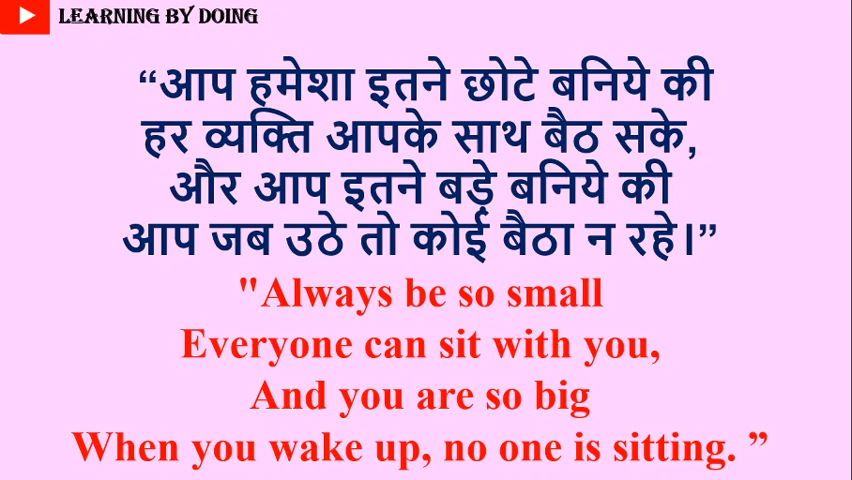 LEARNING BY DOING
“आप हमेशा इतने छोटे बनिये की
हर व्यक्ति आपके साथ बैठ सके,
और आप इतने बड़े बनिये की
आप जब उठे तो कोई बैठा न रहे।”
"Always be so small
Everyone can sit with you,
And you are so big
When you wake up, no one is sitting. ”